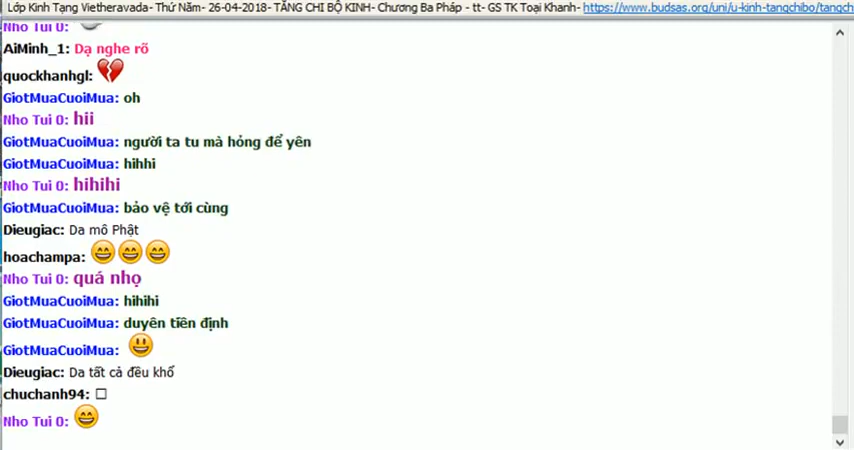 Lớp Kinh Tạng Vietheravada- Thứ Năm- 26-04-2018- TĂNG CHI BỘ KINH- Chương Ba Pháp - tt- GS TK Toại Khanh- https://www.budsas.org/uni/u-kinh-tangchibo/tangch
Nho Tui 0:
AiMinh_1: Dạ nghe rõ
quockhanhgl: 💔
GiotMuaCuoiMua: oh
Nho Tui 0: hii
GiotMuaCuoiMua: người ta tu mà hỏng để yên
GiotMuaCuoiMua: hihhi
Nho Tui 0: hihihi
GiotMuaCuoiMua: bảo vệ tới cùng
Dieugiac: Da mô Phật
hoachampa: 😄😄😄
Nho Tui 0: quá nhọ
GiotMuaCuoiMua: hihihi
GiotMuaCuoiMua: duyên tiền định
GiotMuaCuoiMua: 😃
Dieugiac: Da tất cả đều khổ
chuchanh94: □
Nho Tui 0: 😄